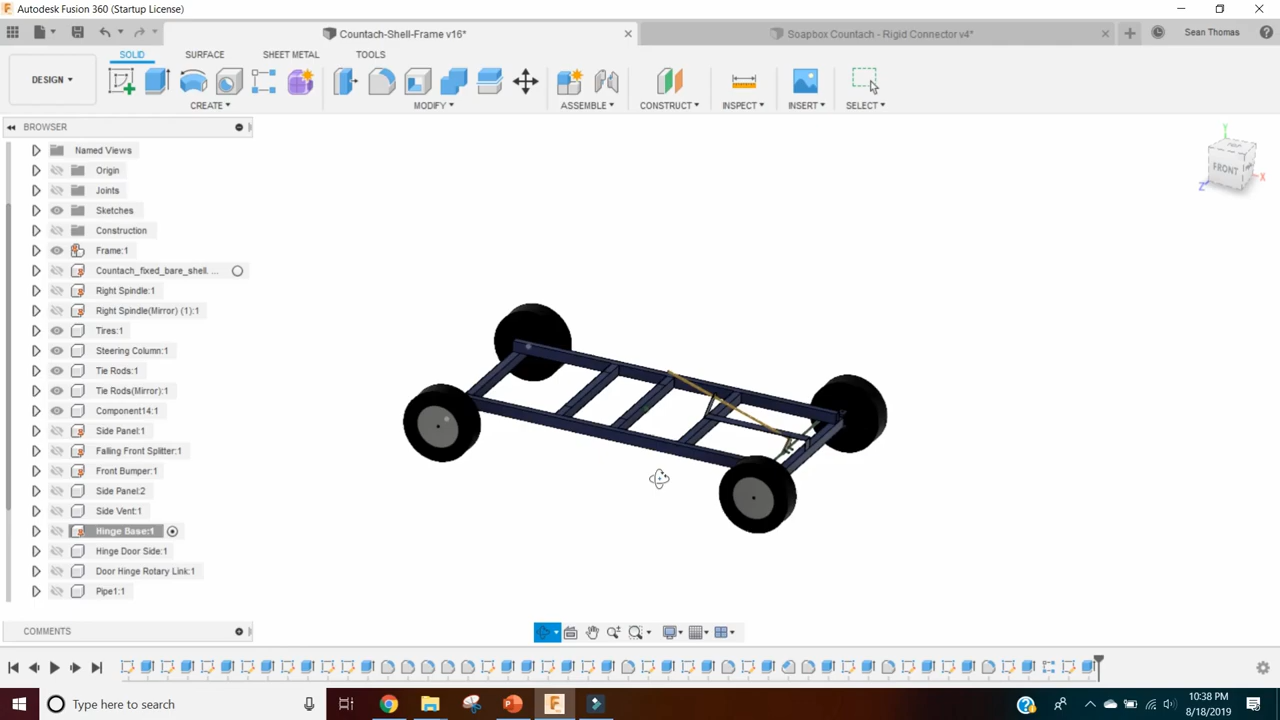 Autodesk Fusion 360 (Startup License)
Countach-Shell-Frame v16*
Soapbox Countach - Rigid Connector v4*
Sean Thomas
DESIGN
SOLID
SURFACE
SHEET METAL
TOOLS
CREATE
MODIFY
ASSEMBLE
CONSTRUCT
INSPECT
INSERT
SELECT
BROWSER
Named Views
Origin
Joints
Sketches
Construction
Frame:1
Countach_fixed_bare_shell. ...
Right Spindle:1
Right Spindle(Mirror) (1):1
Tires:1
Steering Column:1
Tie Rods:1
Tie Rods(Mirror):1
Component14:1
Side Panel:1
Falling Front Splitter:1
Front Bumper:1
Side Panel:2
Side Vent:1
Hinge Base:1
Hinge Door Side:1
Door Hinge Rotary Link:1
Pipe1:1
Y
FRONT
X
Z
COMMENTS
Type here to search
10:38 PM
8/18/2019